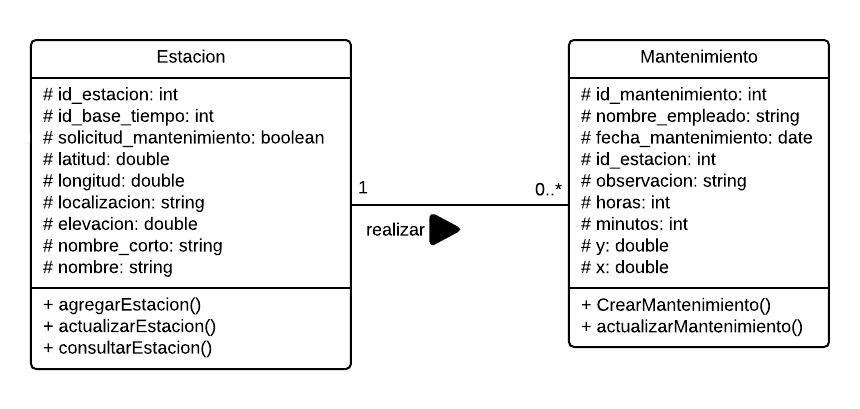 Estacion
# id_estacion: int
# id_base_tiempo: int
# solicitud_mantenimiento: boolean
# latitud: double
# longitud: double
# localizacion: string
# elevacion: double
# nombre_corto: string
# nombre: string
+ agregarEstacion()
+ actualizarEstacion()
+ consultarEstacion()
1
0..*
realizar
Mantenimiento
# id_mantenimiento: int
# nombre_empleado: string
# fecha_mantenimiento: date
# id_estacion: int
# observacion: string
# horas: int
# minutos: int
# y: double
# x: double
+ CrearMantenimiento()
+ actualizarMantenimiento()